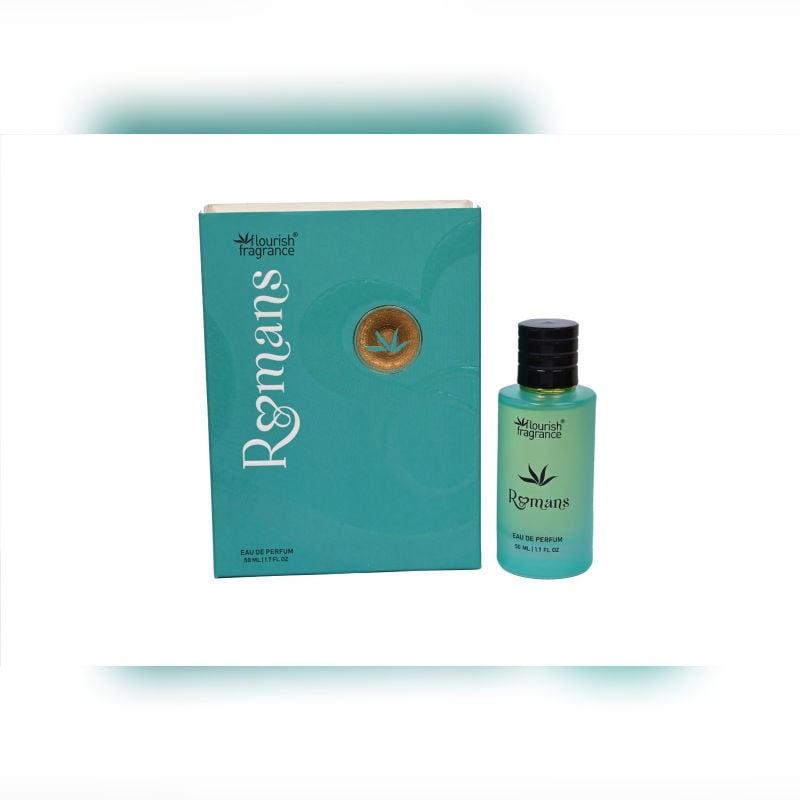 flourish®
fragrance
Romans
EAU DE PERFUM
50 ML | 1.7 FL OZ
flourish®
fragrance
Romans
EAU DE PERFUM
50 ML | 1.7 FL OZ